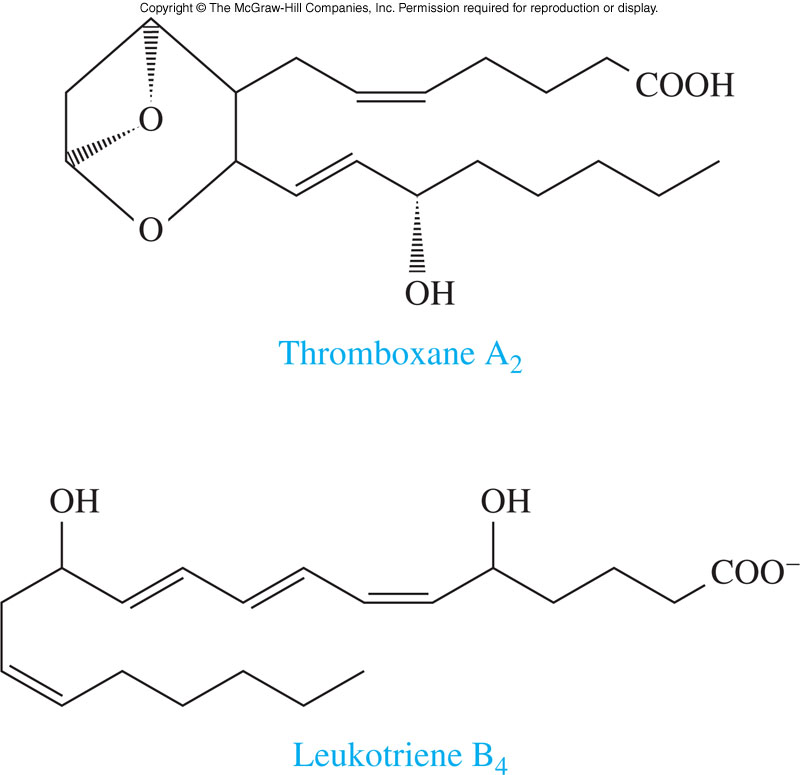 Copyright © The McGraw-Hill Companies, Inc. Permission required for reproduction or display.
COOH
O
O
OH
Thromboxane A₂
OH OH
COO⁻
Leukotriene B₄